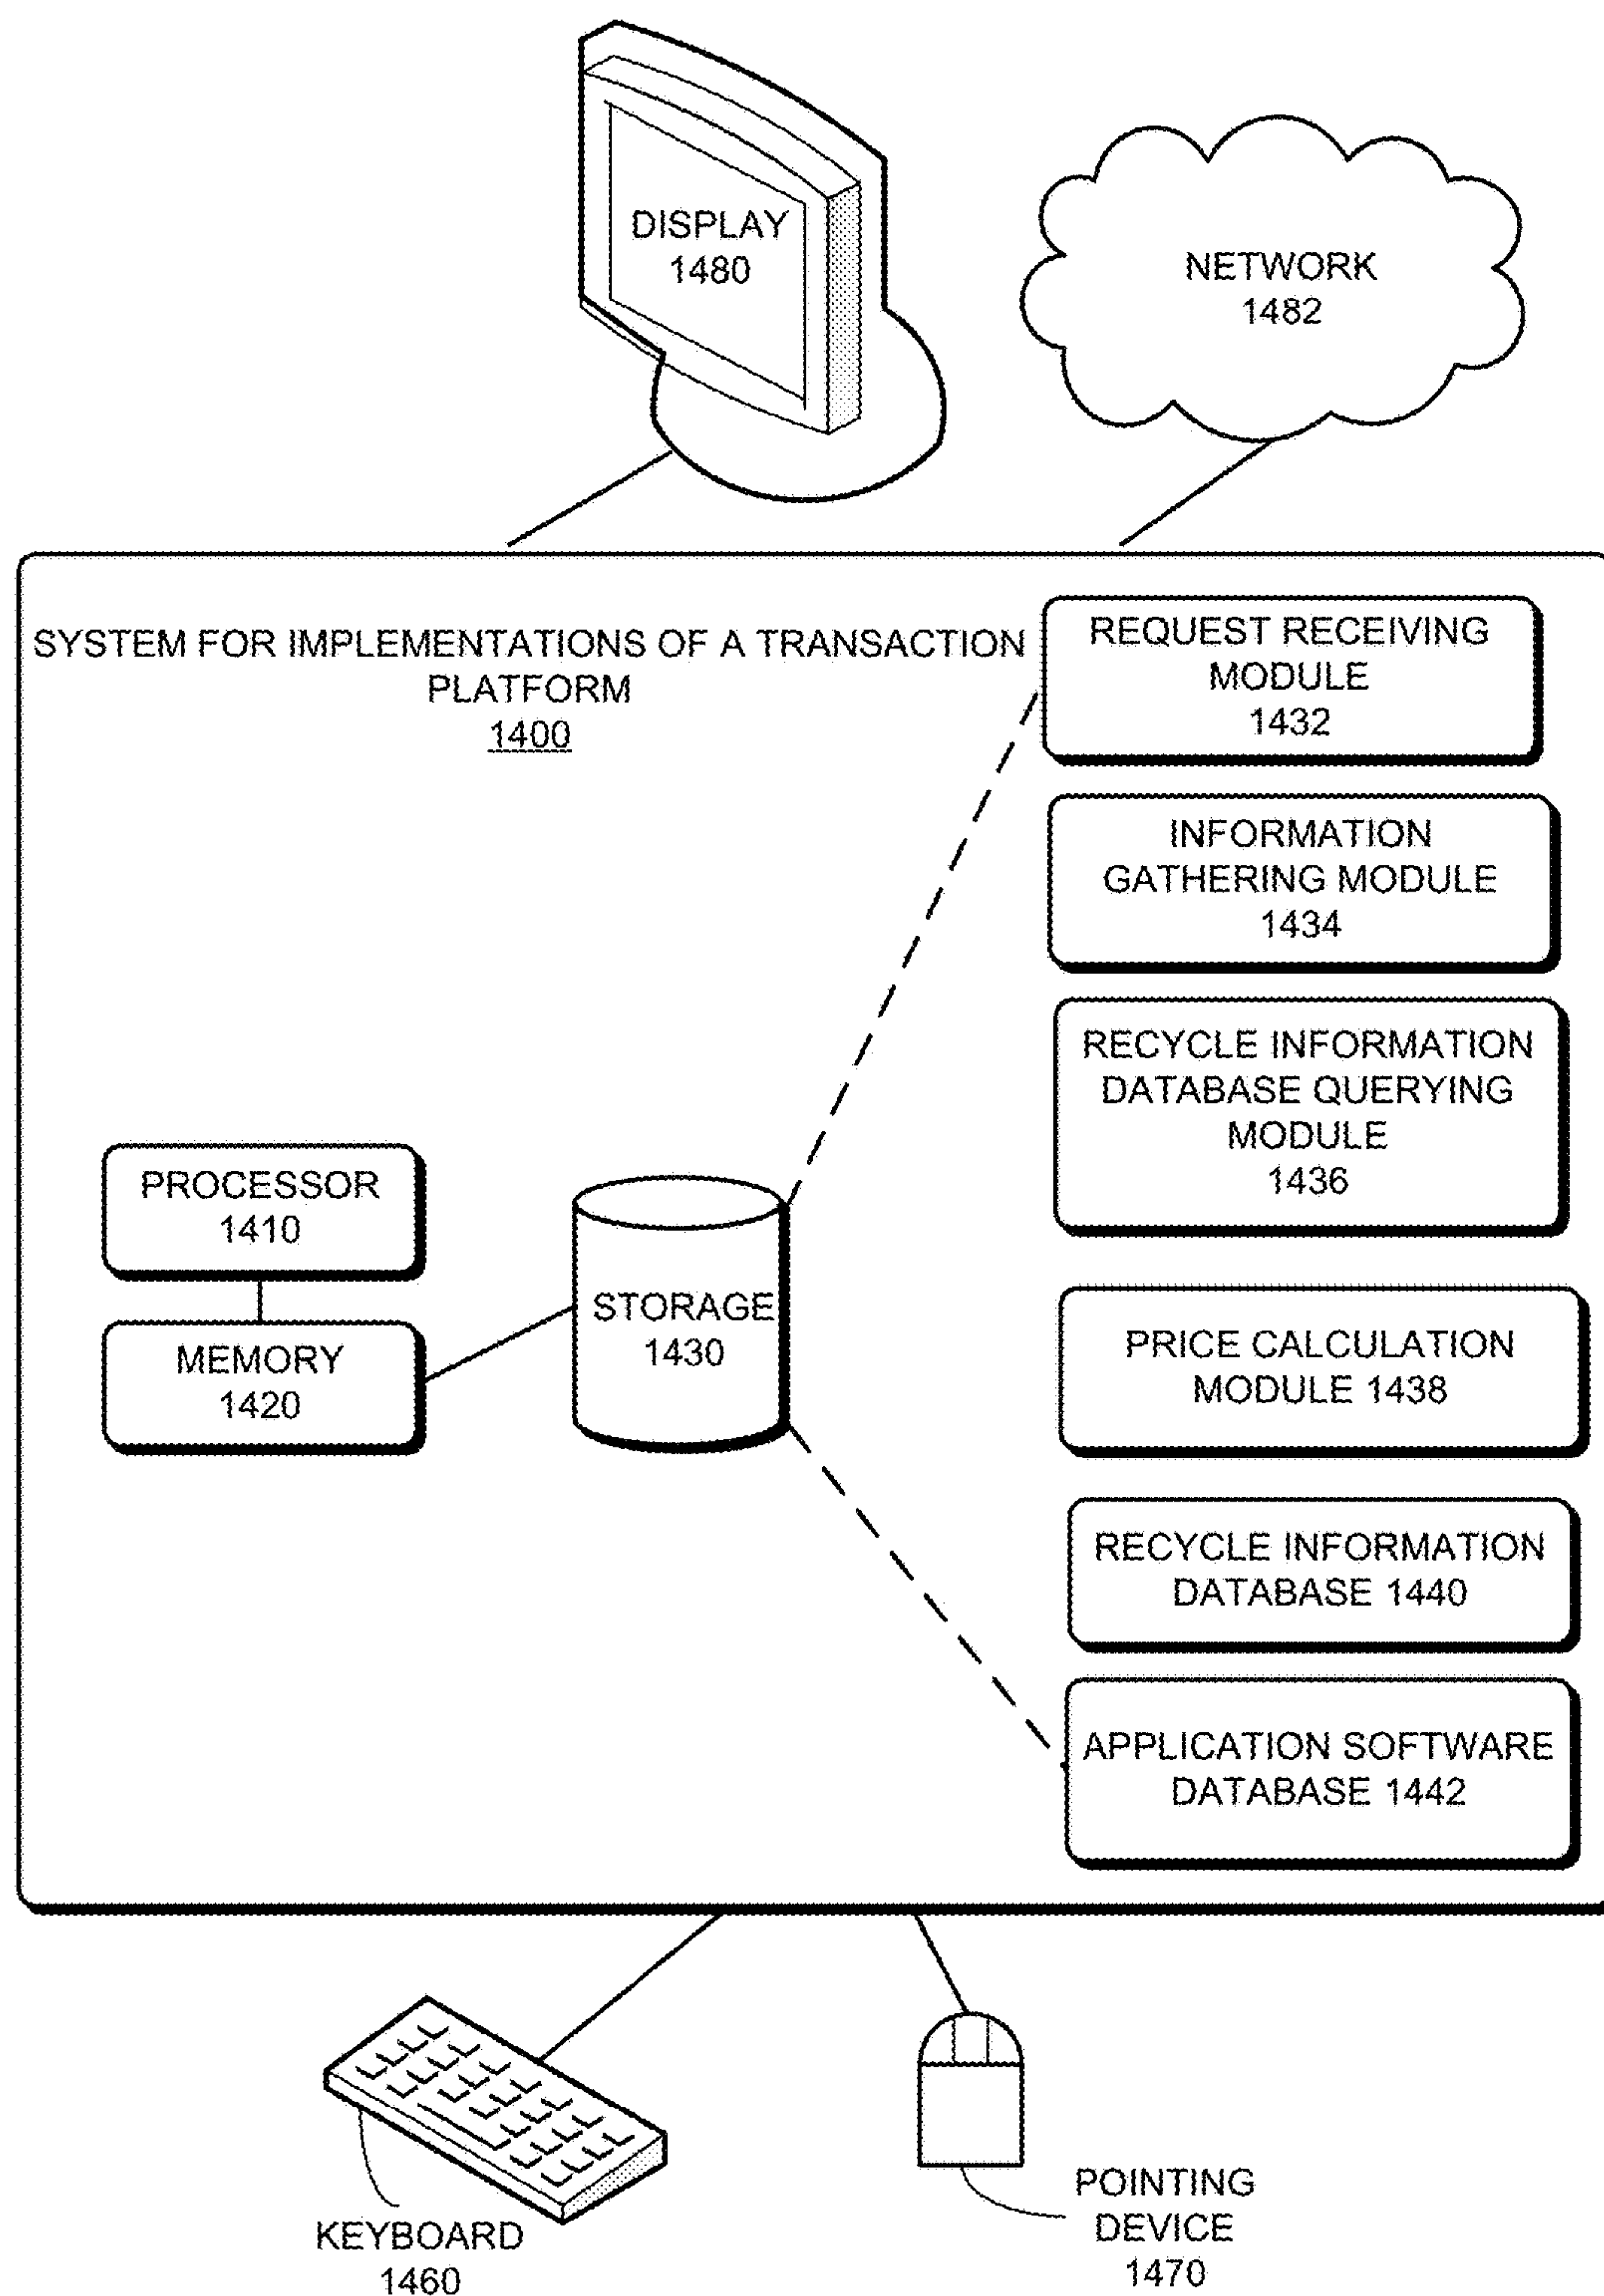 DISPLAY
1480
NETWORK
1482
SYSTEM FOR IMPLEMENTATIONS OF A TRANSACTION
PLATFORM
1400
REQUEST RECEIVING
MODULE
1432
INFORMATION
GATHERING MODULE
1434
RECYCLE INFORMATION
DATABASE QUERYING
MODULE
1436
PROCESSOR
1410
MEMORY
1420
STORAGE
1430
PRICE CALCULATION
MODULE 1438
RECYCLE INFORMATION
DATABASE 1440
APPLICATION SOFTWARE
DATABASE 1442
KEYBOARD
1460
POINTING
DEVICE
1470